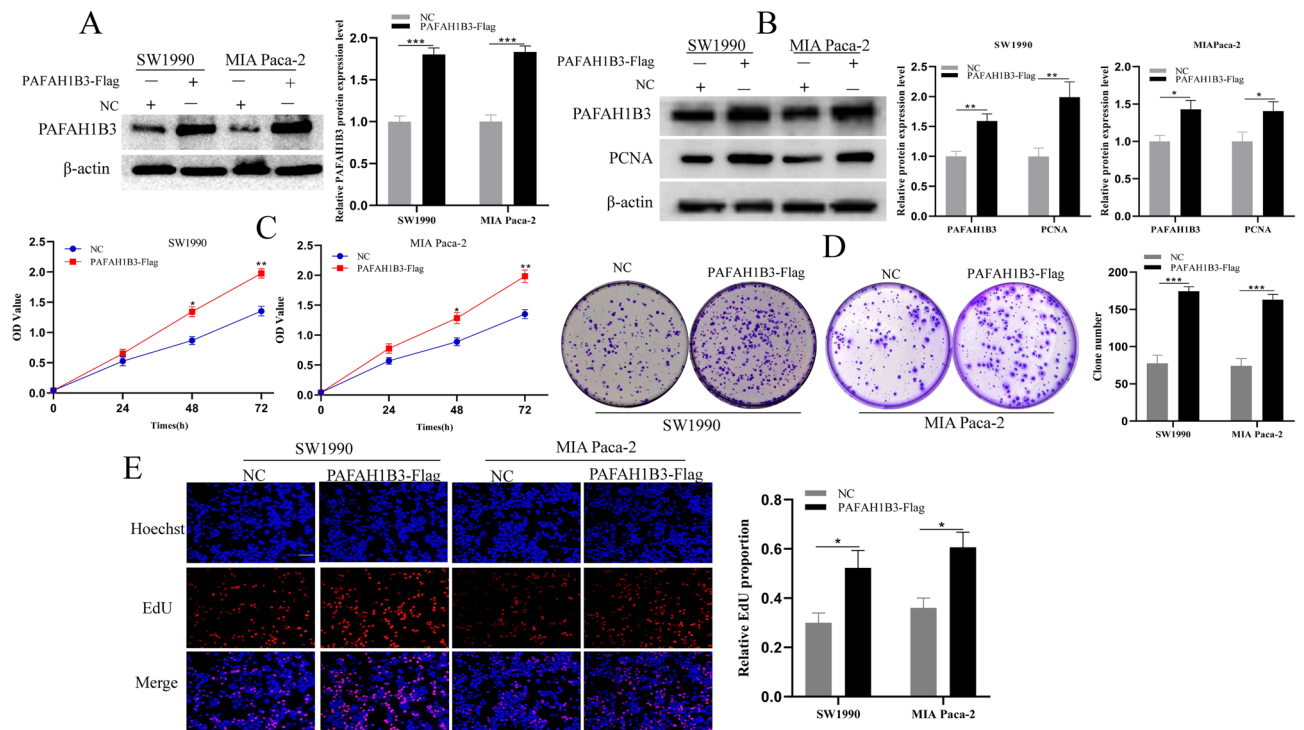 A
SW1990 MIA Paca-2
PAFAH1B3-Flag — + — +
NC + — + —
PAFAH1B3
β-actin
NC
PAFAH1B3-Flag
Relative PAFAH1B3 protein expression level
2.0
1.5
1.0
0.5
0.0
*** ***
SW1990 MIA Paca-2
B
SW1990 MIA Paca-2
PAFAH1B3-Flag — + — +
NC + — + —
PAFAH1B3
PCNA
β-actin
SW1990
NC
PAFAH1B3-Flag
Relative protein expression level
2.5
2.0
1.5
1.0
0.5
0.0
** **
PAFAH1B3 PCNA
MIAPaca-2
NC
PAFAH1B3-Flag
Relative protein expression level
2.0
1.5
1.0
0.5
0.0
* *
PAFAH1B3 PCNA
C
SW1990
NC
PAFAH1B3-Flag
OD Value
2.5
2.0
1.5
1.0
0.5
0.0
* **
0 24 48 72
Times(h)
MIA Paca-2
NC
PAFAH1B3-Flag
OD Value
2.5
2.0
1.5
1.0
0.5
0.0
* **
0 24 48 72
Times(h)
D
NC PAFAH1B3-Flag
SW1990
NC PAFAH1B3-Flag
MIA Paca-2
NC
PAFAH1B3-Flag
Clone number
200
150
100
50
0
*** ***
SW1990 MIA Paca-2
E
SW1990 MIA Paca-2
NC PAFAH1B3-Flag NC PAFAH1B3-Flag
Hoechst
EdU
Merge
NC
PAFAH1B3-Flag
Relative EdU proportion
0.8
0.6
0.4
0.2
0.0
* *
SW1990 MIA Paca-2